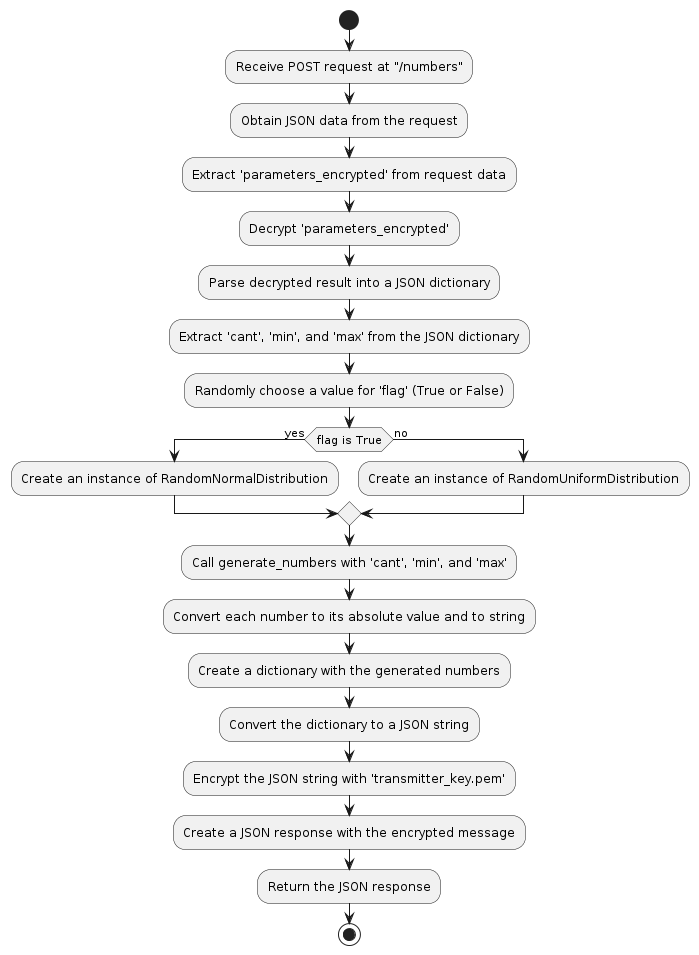 Receive POST request at "/numbers"
Obtain JSON data from the request
Extract 'parameters_encrypted' from request data
Decrypt 'parameters_encrypted'
Parse decrypted result into a JSON dictionary
Extract 'cant', 'min', and 'max' from the JSON dictionary
Randomly choose a value for 'flag' (True or False)
yes
flag is True
no
Create an instance of RandomNormalDistribution
Create an instance of RandomUniformDistribution
Call generate_numbers with 'cant', 'min', and 'max'
Convert each number to its absolute value and to string
Create a dictionary with the generated numbers
Convert the dictionary to a JSON string
Encrypt the JSON string with 'transmitter_key.pem'
Create a JSON response with the encrypted message
Return the JSON response